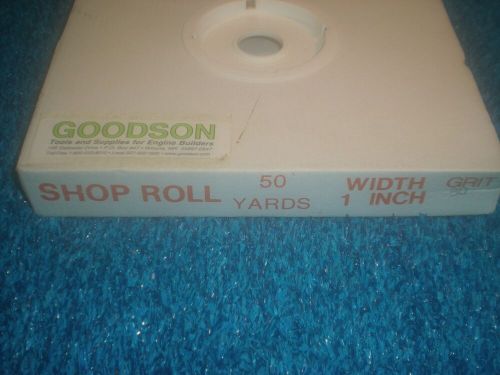 GOODSON
Tools and Supplies for Engine Builders
SHOP ROLL
50
YARDS
WIDTH
1 INCH
GRIT